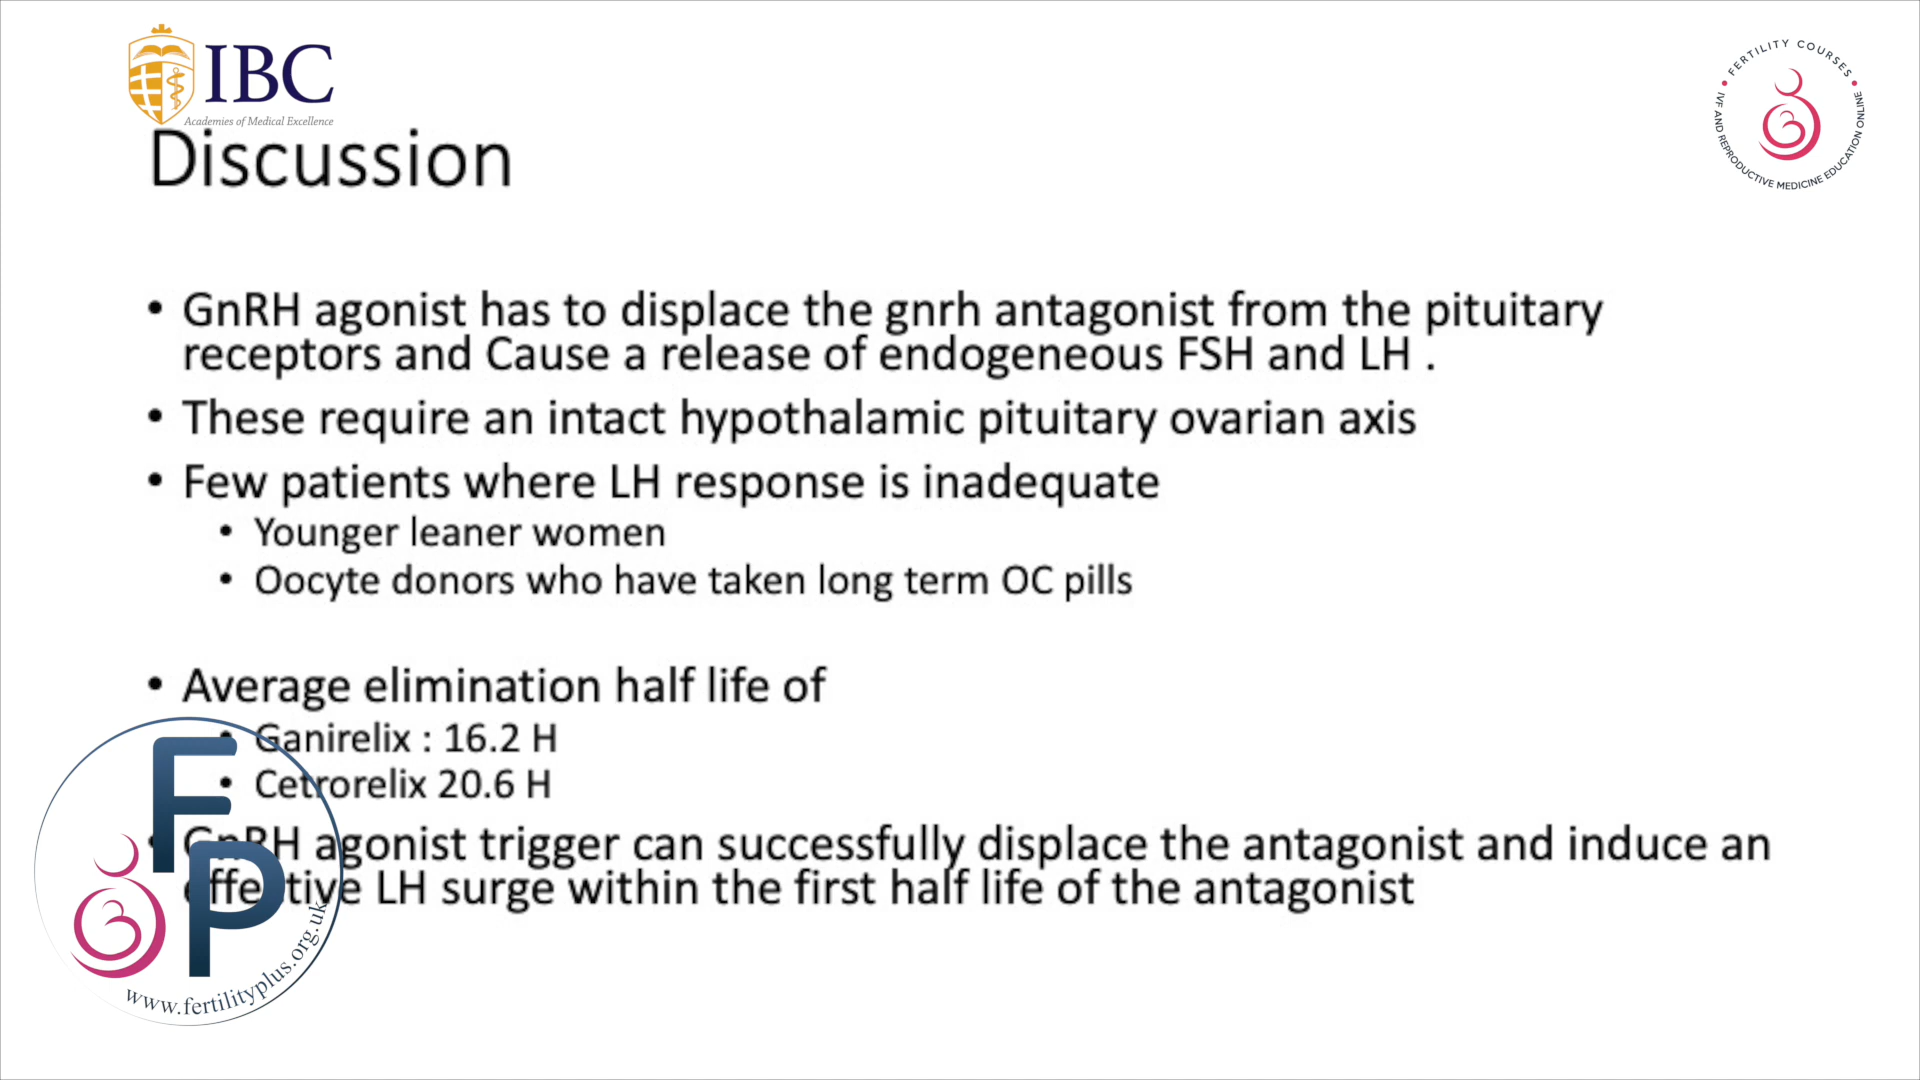 IBC
Academies of Medical Excellence
FERTILITY COURSES
IVF AND REPRODUCTIVE MEDICINE EDUCATION ONLINE
Discussion
• GnRH agonist has to displace the gnrh antagonist from the pituitary
receptors and Cause a release of endogeneous FSH and LH .
• These require an intact hypothalamic pituitary ovarian axis
• Few patients where LH response is inadequate
• Younger leaner women
• Oocyte donors who have taken long term OC pills
• Average elimination half life of
• Ganirelix : 16.2 H
• Cetrorelix 20.6 H
• GnRH agonist trigger can successfully displace the antagonist and induce an
effective LH surge within the first half life of the antagonist
FP
www.fertilityplus.org.uk